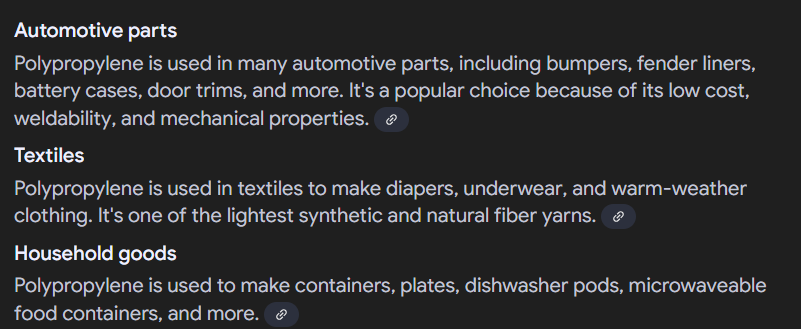 Automotive parts
Polypropylene is used in many automotive parts, including bumpers, fender liners,
battery cases, door trims, and more. It's a popular choice because of its low cost,
weldability, and mechanical properties.
Textiles
Polypropylene is used in textiles to make diapers, underwear, and warm-weather
clothing. It's one of the lightest synthetic and natural fiber yarns.
Household goods
Polypropylene is used to make containers, plates, dishwasher pods, microwaveable
food containers, and more.